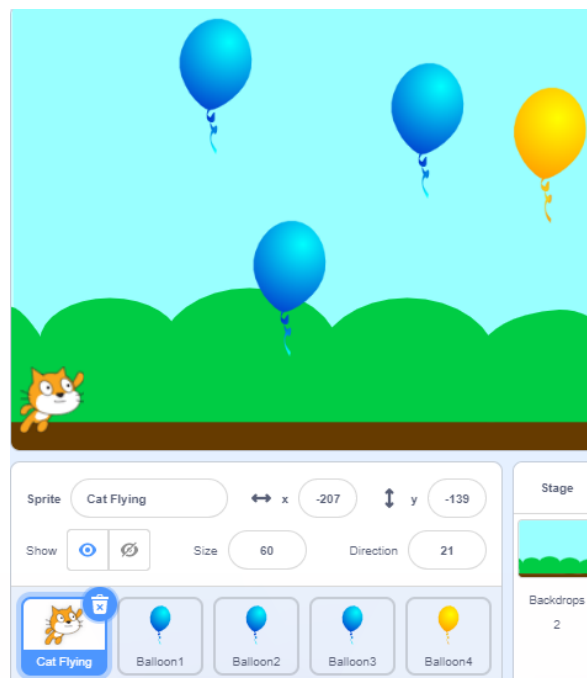 Sprite Cat Flying x -207 y -139
Show Size 60 Direction 21
Cat Flying Balloon1 Balloon2 Balloon3 Balloon4
Stage
Backdrops
2